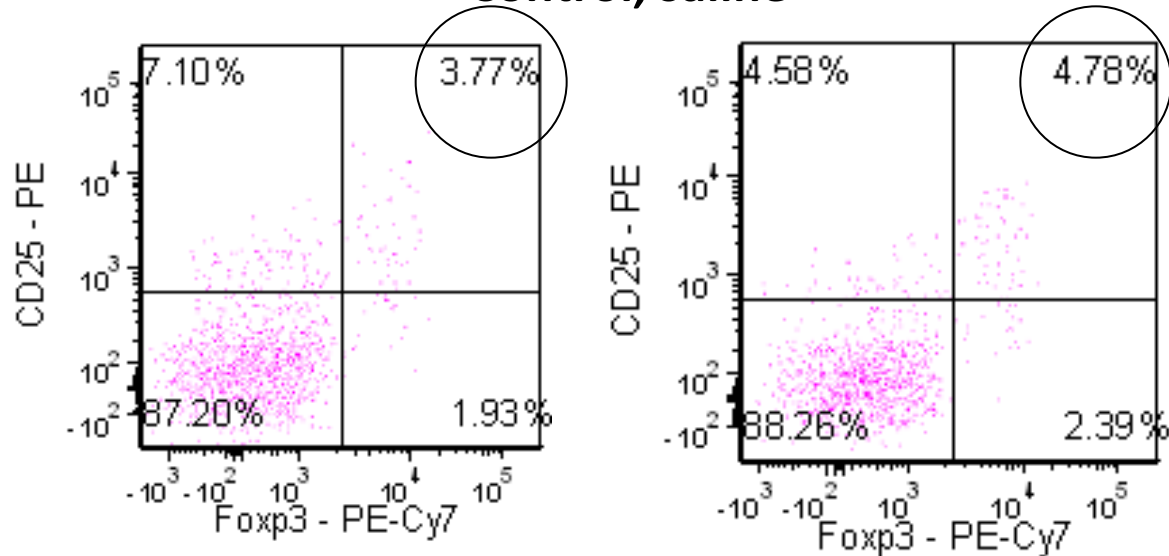 7.10% 3.77%
CD25 - PE
10^5
10^4
10^3
10^2
-10^2
87.20% 1.93%
-10^3 -10^2 10^3 10^4 10^5
Foxp3 - PE-Cy7
4.58% 4.78%
CD25 - PE
10^5
10^4
10^3
10^2
-10^2
88.26% 2.39%
-10^3 -10^2 10^3 10^4 10^5
Foxp3 - PE-Cy7